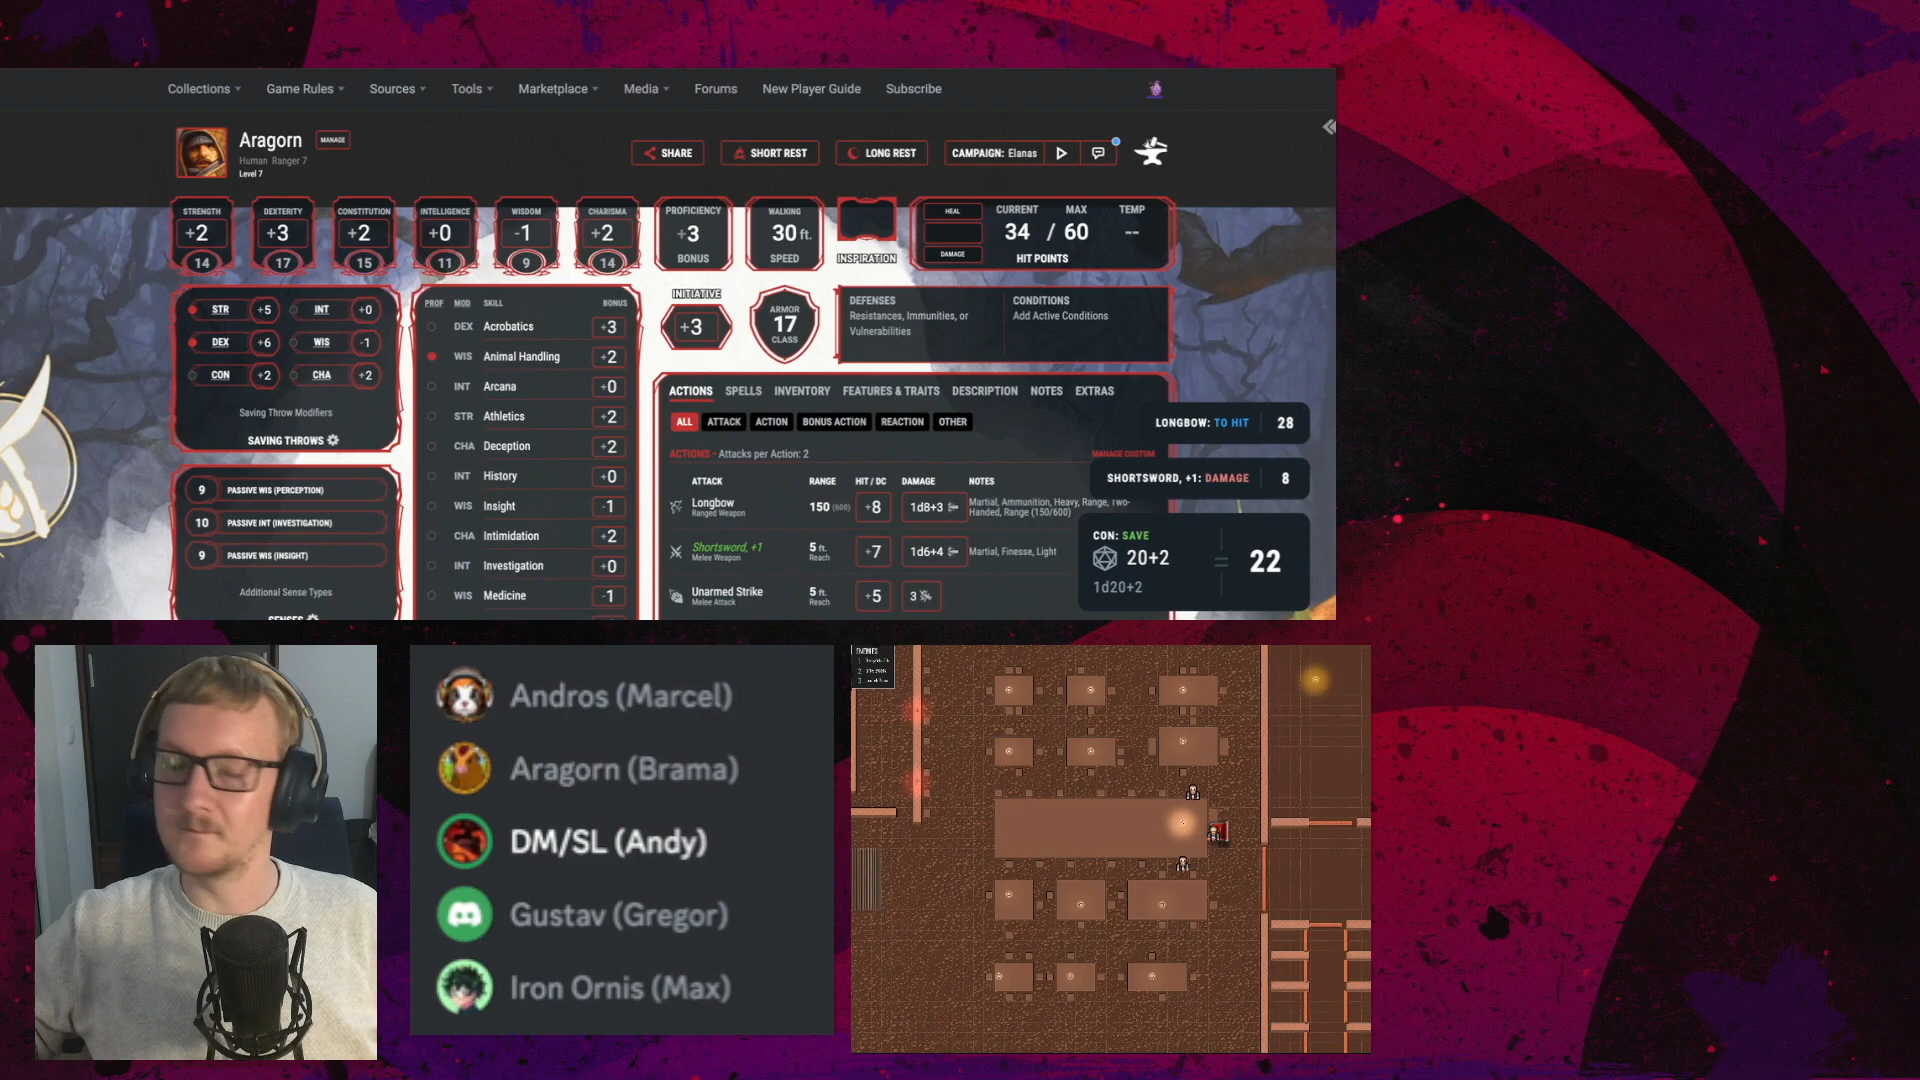 Collections Game Rules Sources Tools Marketplace Media Forums New Player Guide Subscribe
Aragorn MANAGE
Human Ranger 7
Level 7
SHARE SHORT REST LONG REST CAMPAIGN: Elanas
STRENGTH +2 14
DEXTERITY +3 17
CONSTITUTION +2 15
INTELLIGENCE +0 11
WISDOM -1 9
CHARISMA +2 14
PROFICIENCY +3 BONUS
WALKING 30 ft. SPEED
INSPIRATION
HEAL
DAMAGE
CURRENT MAX TEMP
34 / 60 --
HIT POINTS
STR +5 INT +0
DEX +6 WIS -1
CON +2 CHA +2
Saving Throw Modifiers
SAVING THROWS
9 PASSIVE WIS (PERCEPTION)
10 PASSIVE INT (INVESTIGATION)
9 PASSIVE WIS (INSIGHT)
Additional Sense Types
SENSES
PROF MOD SKILL BONUS
DEX Acrobatics +3
WIS Animal Handling +2
INT Arcana +0
STR Athletics +2
CHA Deception +2
INT History +0
WIS Insight -1
CHA Intimidation +2
INT Investigation +0
WIS Medicine -1
INITIATIVE
+3
ARMOR
17
CLASS
DEFENSES
Resistances, Immunities, or
Vulnerabilities
CONDITIONS
Add Active Conditions
ACTIONS SPELLS INVENTORY FEATURES & TRAITS DESCRIPTION NOTES EXTRAS
ALL ATTACK ACTION BONUS ACTION REACTION OTHER
ACTIONS • Attacks per Action: 2
MANAGE CUSTOM
ATTACK RANGE HIT / DC DAMAGE NOTES
Longbow 150 (600) +8 1d8+3 Martial, Ammunition, Heavy, Range, Two-
Ranged Weapon Handed, Range (150/600)
Shortsword, +1 5 ft. +7 1d6+4 Martial, Finesse, Light
Melee Weapon Reach
Unarmed Strike 5 ft. +5 3
Melee Attack Reach
LONGBOW: TO HIT 28
SHORTSWORD, +1: DAMAGE 8
CON: SAVE
20+2 = 22
1d20+2
Andros (Marcel)
Aragorn (Brama)
DM/SL (Andy)
Gustav (Gregor)
Iron Ornis (Max)
ENEMIES
1
2
3